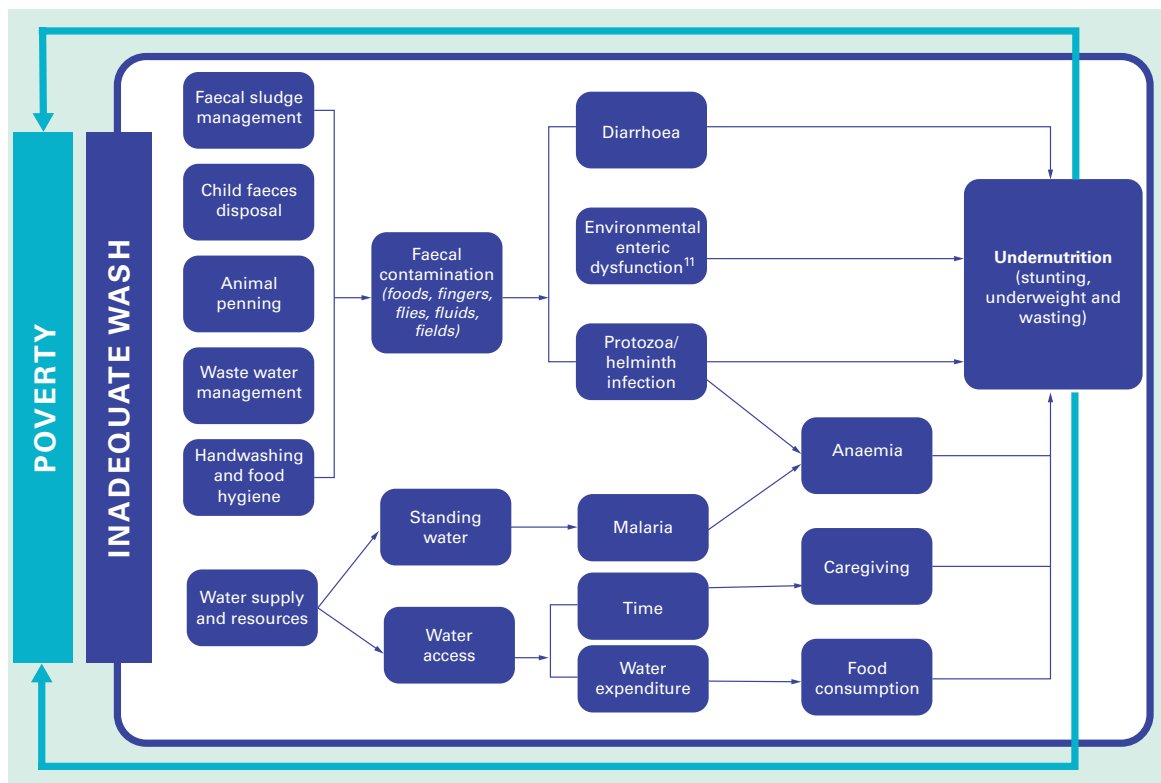 POVERTY
INADEQUATE WASH
Faecal sludge
management
Child faeces
disposal
Animal
penning
Waste water
management
Handwashing
and food
hygiene
Water supply
and resources
Faecal
contamination
(foods, fingers,
flies, fluids,
fields)
Standing
water
Water
access
Diarrhoea
Environmental
enteric
dysfunction¹¹
Protozoa/
helminth
infection
Malaria
Time
Water
expenditure
Anaemia
Caregiving
Food
consumption
Undernutrition
(stunting,
underweight and
wasting)